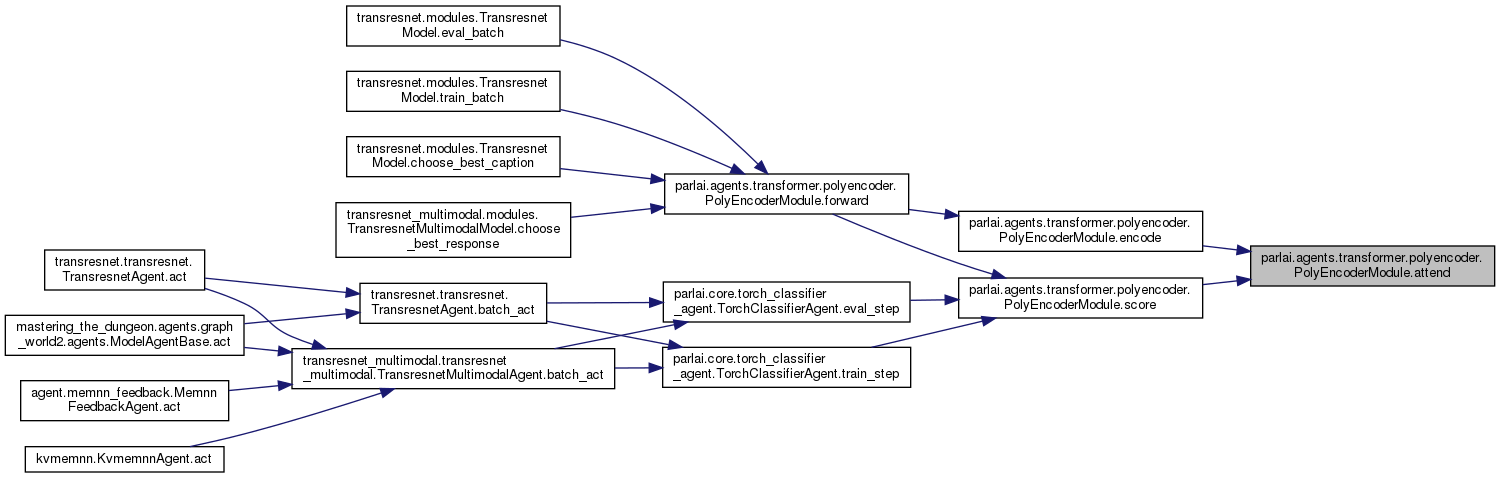 transresnet.modules.Transresnet
Model.eval_batch
transresnet.modules.Transresnet
Model.train_batch
transresnet.modules.Transresnet
Model.choose_best_caption
transresnet_multimodal.modules.
TransresnetMultimodalModel.choose
_best_response
parlai.agents.transformer.polyencoder.
PolyEncoderModule.forward
parlai.agents.transformer.polyencoder.
PolyEncoderModule.encode
parlai.agents.transformer.polyencoder.
PolyEncoderModule.attend
parlai.agents.transformer.polyencoder.
PolyEncoderModule.score
transresnet.transresnet.
TransresnetAgent.act
transresnet.transresnet.
TransresnetAgent.batch_act
parlai.core.torch_classifier
_agent.TorchClassifierAgent.eval_step
mastering_the_dungeon.agents.graph
_world2.agents.ModelAgentBase.act
transresnet_multimodal.transresnet
_multimodal.TransresnetMultimodalAgent.batch_act
parlai.core.torch_classifier
_agent.TorchClassifierAgent.train_step
agent.memnn_feedback.Memnn
FeedbackAgent.act
kvmemnn.KvmemnnAgent.act